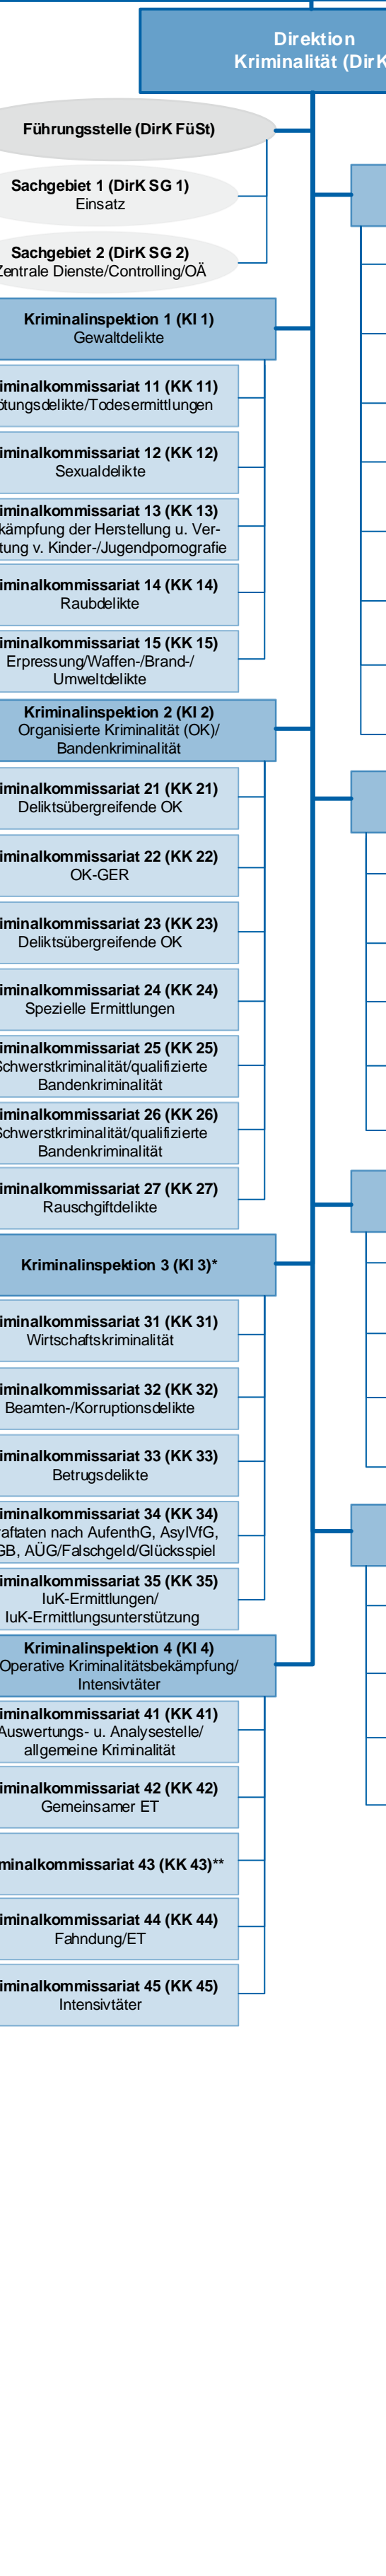 Direktion
Kriminalität (DirK
Führungsstelle (DirK FüSt)
Sachgebiet 1 (DirK SG 1)
Einsatz
Sachgebiet 2 (DirK SG 2)
Zentrale Dienste/Controlling/OÄ
Kriminalinspektion 1 (KI 1)
Gewaltdelikte
iminalkommissariat 11 (KK 11)
ötungsdelikte/Todesermittlungen
iminalkommissariat 12 (KK 12)
Sexualdelikte
iminalkommissariat 13 (KK 13)
kämpfung der Herstellung u. Ver-
tung v. Kinder-/Jugendpornografie
iminalkommissariat 14 (KK 14)
Raubdelikte
iminalkommissariat 15 (KK 15)
Erpressung/Waffen-/Brand-/
Umweltdelikte
Kriminalinspektion 2 (KI 2)
Organisierte Kriminalität (OK)/
Bandenkriminalität
iminalkommissariat 21 (KK 21)
Deliktsübergreifende OK
iminalkommissariat 22 (KK 22)
OK-GER
iminalkommissariat 23 (KK 23)
Deliktsübergreifende OK
iminalkommissariat 24 (KK 24)
Spezielle Ermittlungen
iminalkommissariat 25 (KK 25)
Schwerstkriminalität/qualifizierte
Bandenkriminalität
iminalkommissariat 26 (KK 26)
Schwerstkriminalität/qualifizierte
Bandenkriminalität
iminalkommissariat 27 (KK 27)
Rauschgiftdelikte
Kriminalinspektion 3 (KI 3)*
iminalkommissariat 31 (KK 31)
Wirtschaftskriminalität
iminalkommissariat 32 (KK 32)
Beamten-/Korruptionsdelikte
iminalkommissariat 33 (KK 33)
Betrugsdelikte
iminalkommissariat 34 (KK 34)
raftaten nach AufenthG, AsylVfG,
GB, AÜG/Falschgeld/Glücksspiel
iminalkommissariat 35 (KK 35)
IuK-Ermittlungen/
IuK-Ermittlungsunterstützung
Kriminalinspektion 4 (KI 4)
Operative Kriminalitätsbekämpfung/
Intensivtäter
iminalkommissariat 41 (KK 41)
Auswertungs- u. Analysestelle/
allgemeine Kriminalität
iminalkommissariat 42 (KK 42)
Gemeinsamer ET
minalkommissariat 43 (KK 43)**
iminalkommissariat 44 (KK 44)
Fahndung/ET
iminalkommissariat 45 (KK 45)
Intensivtäter